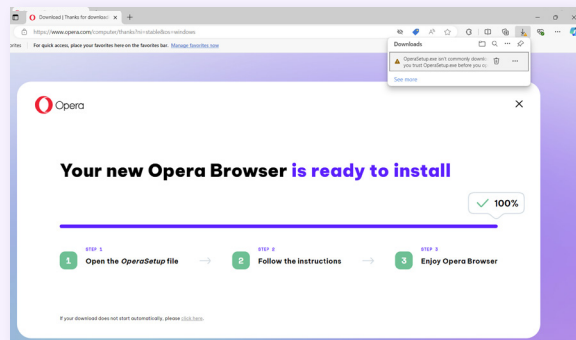 Download | Thanks for downloadi
https://www.opera.com/computer/thanks?ni=stable&os=windows
orites
For quick access, place your favorites here on the favorites bar. Manage favorites now
Downloads
OperaSetup.exe isn't commonly downlo
you trust OperaSetup.exe before you o
See more
Opera
Your new Opera Browser is ready to install
100%
STEP 1
1 Open the OperaSetup file
STEP 2
2 Follow the instructions
STEP 3
3 Enjoy Opera Browser
If your download does not start automatically, please click here.